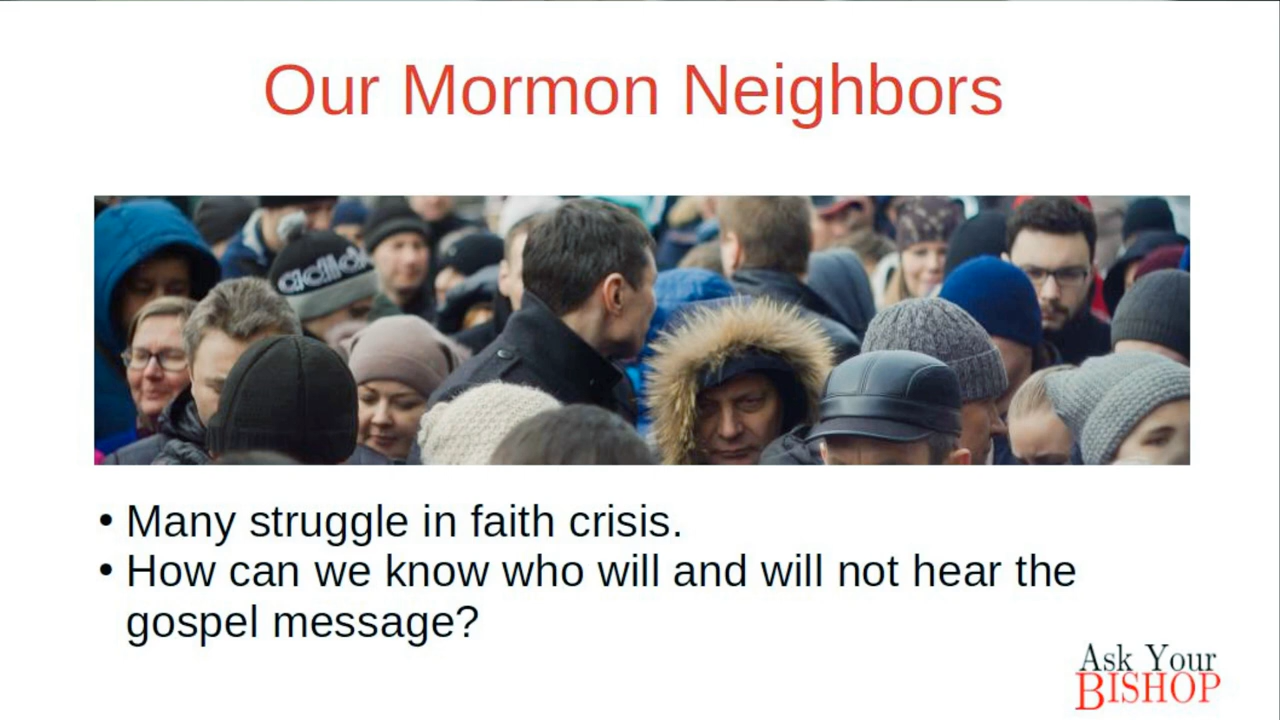 Our Mormon Neighbors
adidas
• Many struggle in faith crisis.
• How can we know who will and will not hear the
gospel message?
Ask Your
BISHOP